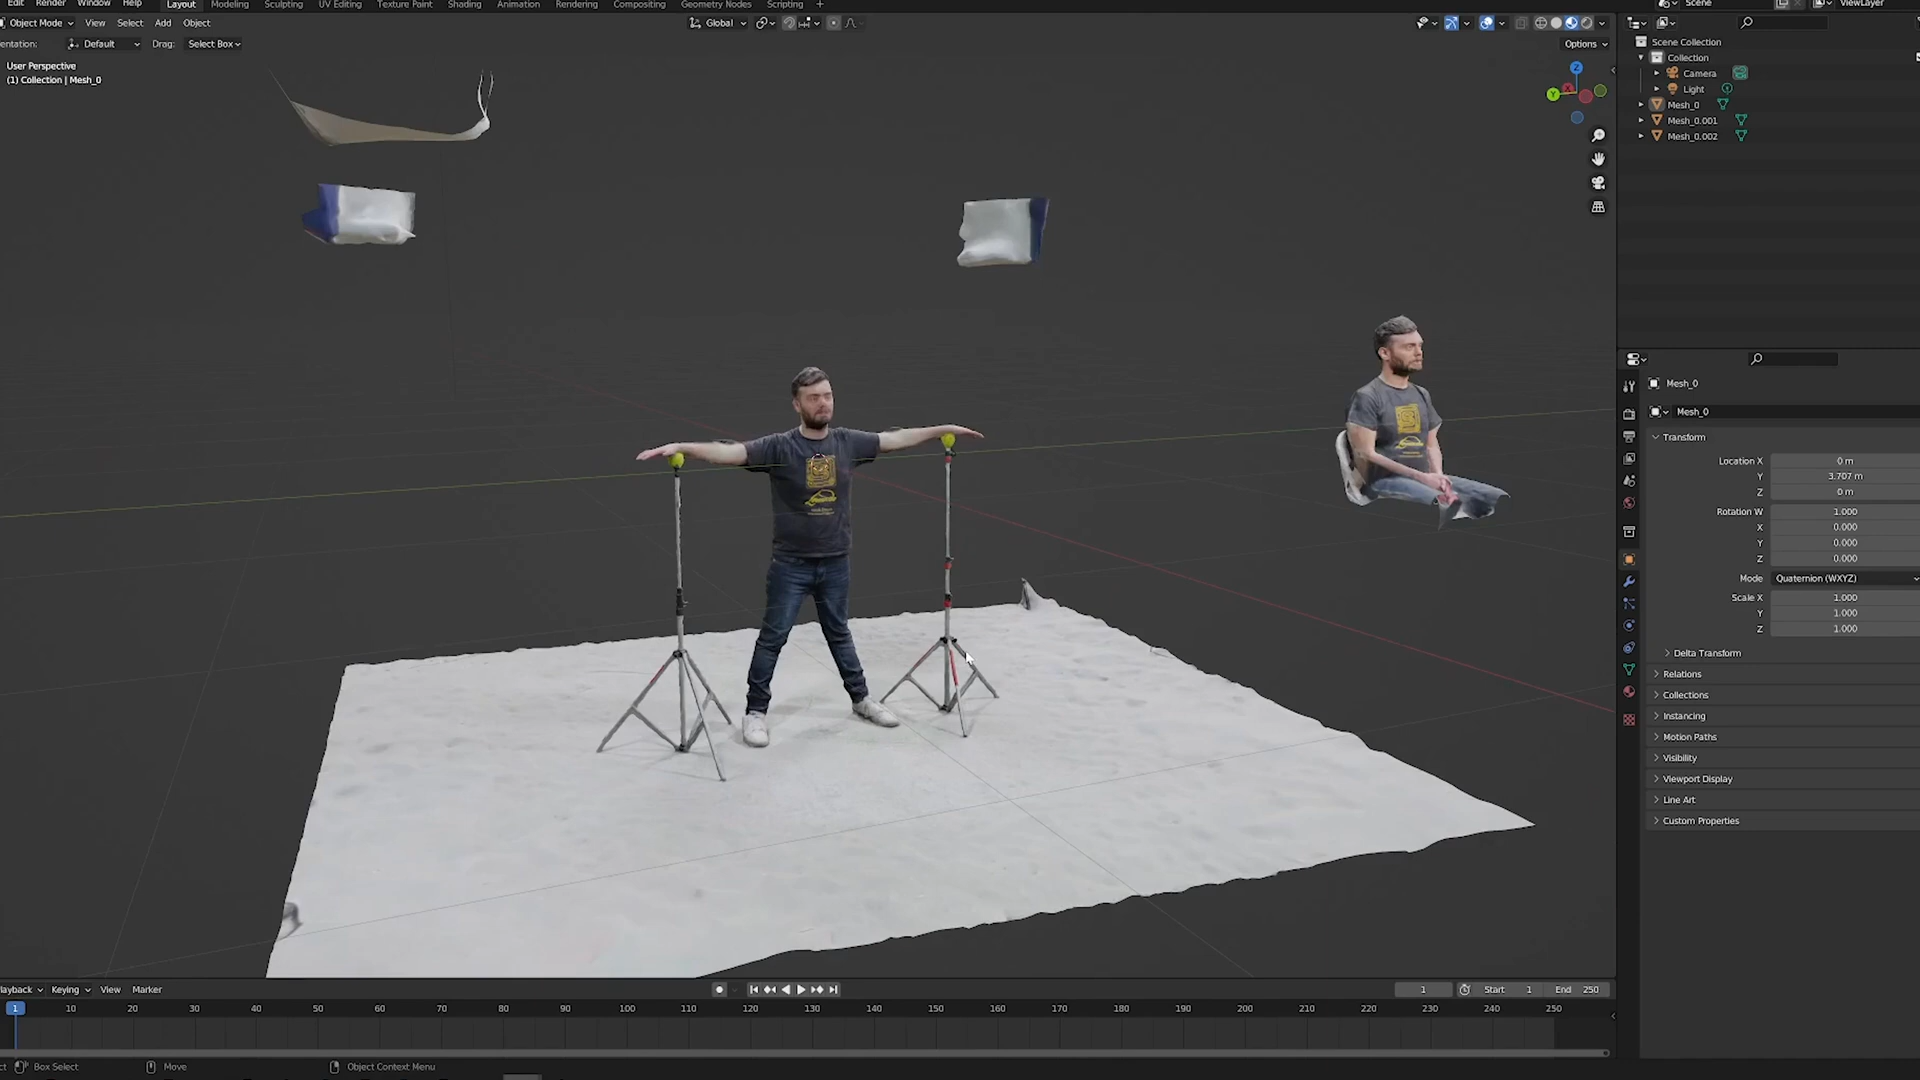 Edit Render Window Help Layout Modeling Sculpting UV Editing Texture Paint Shading Animation Rendering Compositing Geometry Nodes Scripting + Scene ViewLayer
Object Mode View Select Add Object Global
entation: Default Drag: Select Box Options
User Perspective
(1) Collection | Mesh_0
Z
Y
X
Scene Collection
Collection
Camera
Light
Mesh_0
Mesh_0.001
Mesh_0.002
Mesh_0
Mesh_0
Transform
Location X 0 m
Y 3.707 m
Z 0 m
Rotation W 1.000
X 0.000
Y 0.000
Z 0.000
Mode Quaternion (WXYZ)
Scale X 1.000
Y 1.000
Z 1.000
Delta Transform
Relations
Collections
Instancing
Motion Paths
Visibility
Viewport Display
Line Art
Custom Properties
layback Keying View Marker 1 Start 1 End 250
1 10 20 30 40 50 60 70 80 90 100 110 120 130 140 150 160 170 180 190 200 210 220 230 240 250
ct Box Select Move Object Context Menu